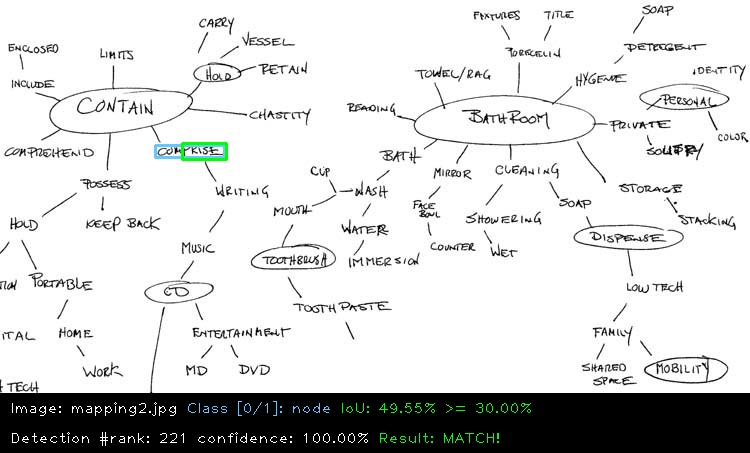 CARRY
VESSEL
HOLD
RETAIN
ENCLOSED
LIMITS
INCLUDE
CONTAIN
CHASTITY
COMPREHEND
COMPRISE
POSSESS
WRITING
HOLD
KEEP BACK
MUSIC
PORTABLE
CD
ITAL
HOME
ENTERTAINMENT
WORK
MD
DVD
H TECH
FIXTURES
TITLE
SOAP
PORECELIN
DETERGENT
TOWEL/RAG
HYGENE
IDENTITY
READING
BATHROOM
PERSONAL
PRIVATE
COLOR
BATH
MIRROR
CLEANING
CUP
WASH
STORAGE
MOUTH
FACE
BOWL
SHOWERING
SOAP
STACKING
WATER
DISPENSE
COUNTER
WET
TOOTHBRUSH
IMMERSION
LOW TECH
TOOTH PASTE
FAMILY
SHARED
SPACE
MOBILITY
Image: mapping2.jpg Class [0/1]: node IoU: 49.55% >= 30.00%
Detection #rank: 221 confidence: 100.00% Result: MATCH!